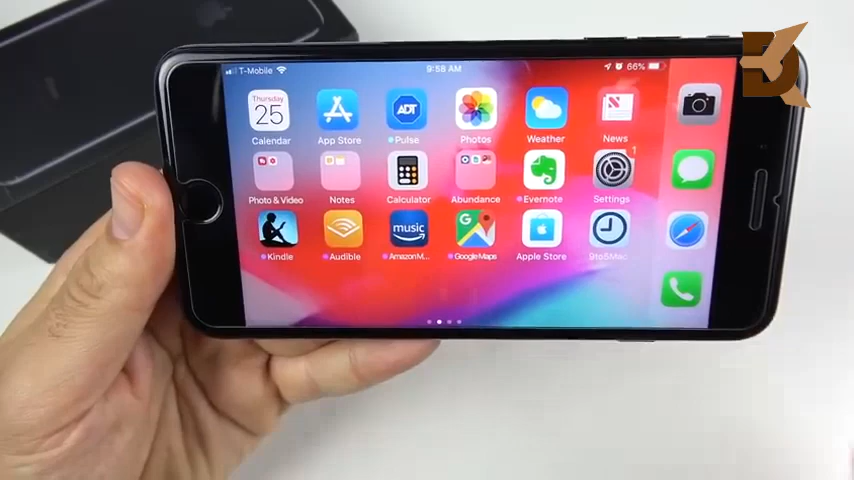 T-Mobile 9:58 AM 66%
Thursday
25
ADT
NEWS
Calendar App Store Pulse Photos Weather News
1
Photo & Video Notes Calculator Abundance Evernote Settings
music
G
Kindle Audible AmazonM... Google Maps Apple Store 9to5Mac
D